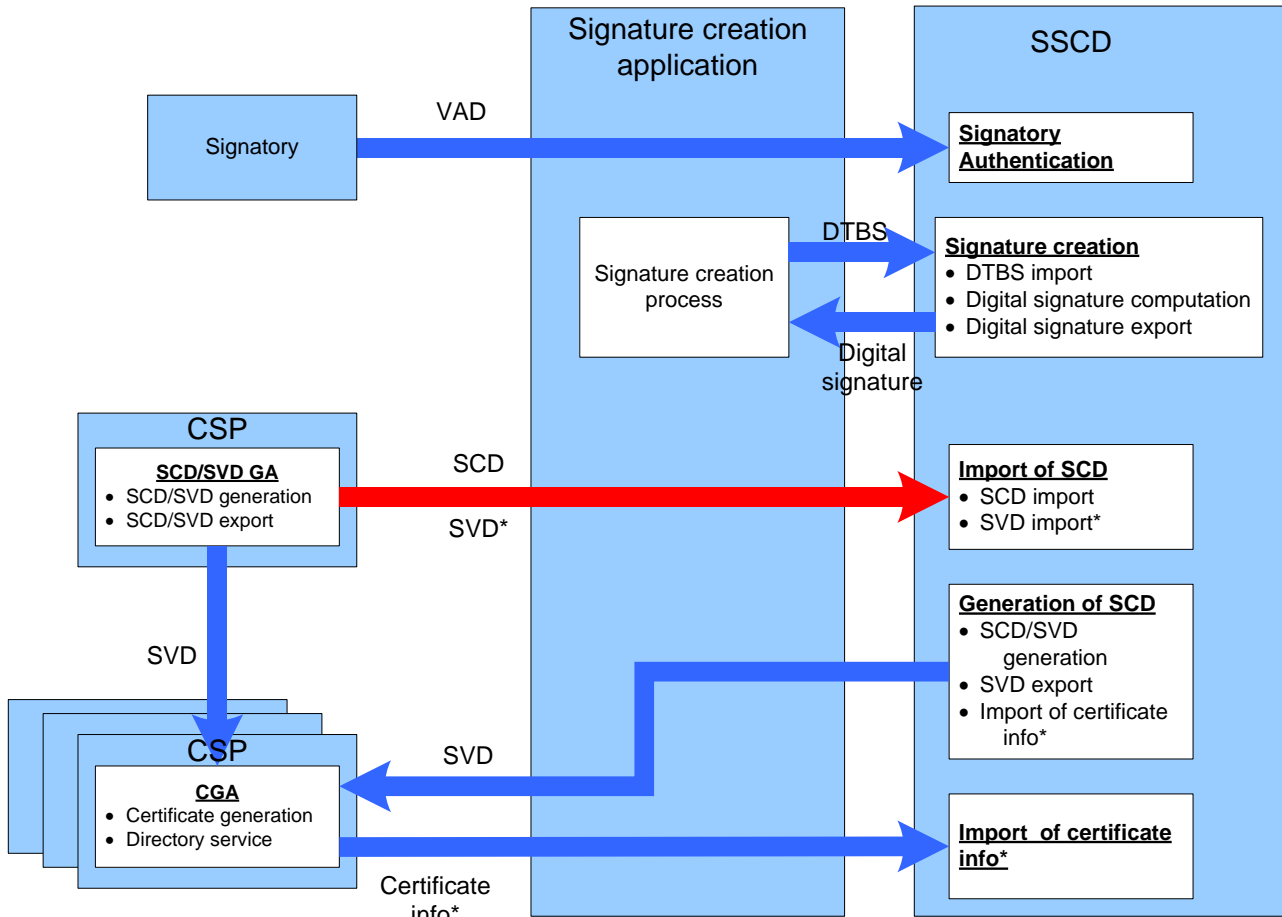 Signature creation
application
SSCD
VAD
Signatory
Signatory
Authentication
DTBS
Signature creation
process
Signature creation
• DTBS import
• Digital signature computation
• Digital signature export
Digital
signature
CSP
SCD/SVD GA
• SCD/SVD generation
• SCD/SVD export
SCD
SVD*
Import of SCD
• SCD import
• SVD import*
Generation of SCD
• SCD/SVD
generation
• SVD export
• Import of certificate
info*
SVD
CSP
SVD
CGA
• Certificate generation
• Directory service
Import of certificate
info*
Certificate
info*